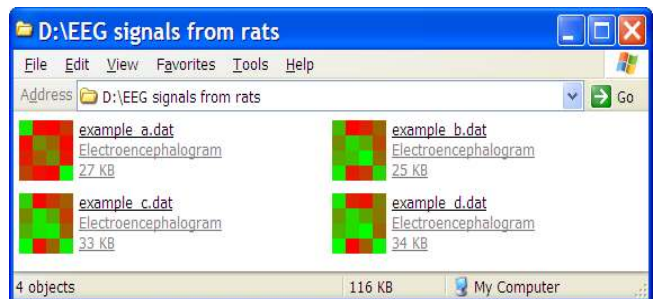 D:\EEG signals from rats
File Edit View Favorites Tools Help
Address D:\EEG signals from rats Go
example_a.dat
Electroencephalogram
27 KB
example_b.dat
Electroencephalogram
25 KB
example_c.dat
Electroencephalogram
33 KB
example_d.dat
Electroencephalogram
34 KB
4 objects 116 KB My Computer